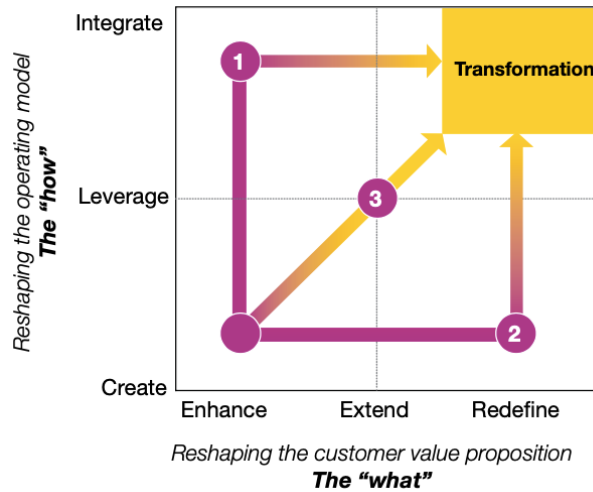 Integrate
1
Transformation
Reshaping the operating model
The “how”
Leverage
3
2
Create
Enhance
Extend
Redefine
Reshaping the customer value proposition
The “what”